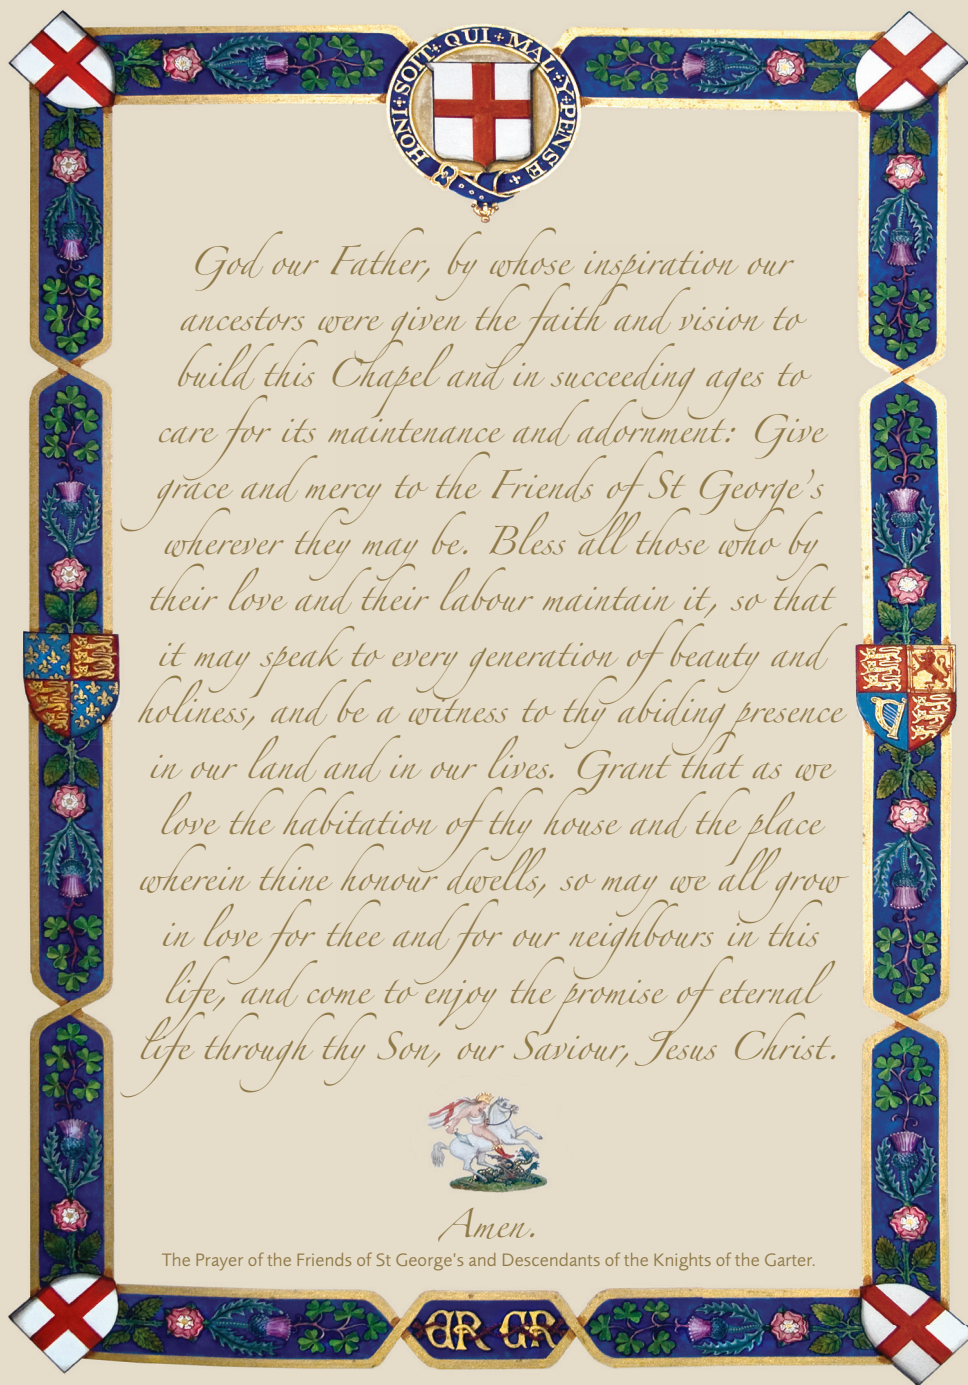 HONI SOIT QUI MAL Y PENSE
God our Father, by whose inspiration our
ancestors were given the faith and vision to
build this Chapel and in succeeding ages to
care for its maintenance and adornment: Give
grace and mercy to the Friends of St George's
wherever they may be. Bless all those who by
their love and their labour maintain it, so that
it may speak to every generation of beauty and
holiness, and be a witness to thy abiding presence
in our land and in our lives. Grant that as we
love the habitation of thy house and the place
wherein thine honour dwells, so may we all grow
in love for thee and for our neighbours in this
life, and come to enjoy the promise of eternal
life through thy Son, our Saviour, Jesus Christ.
Amen.
The Prayer of the Friends of St George's and Descendants of the Knights of the Garter.